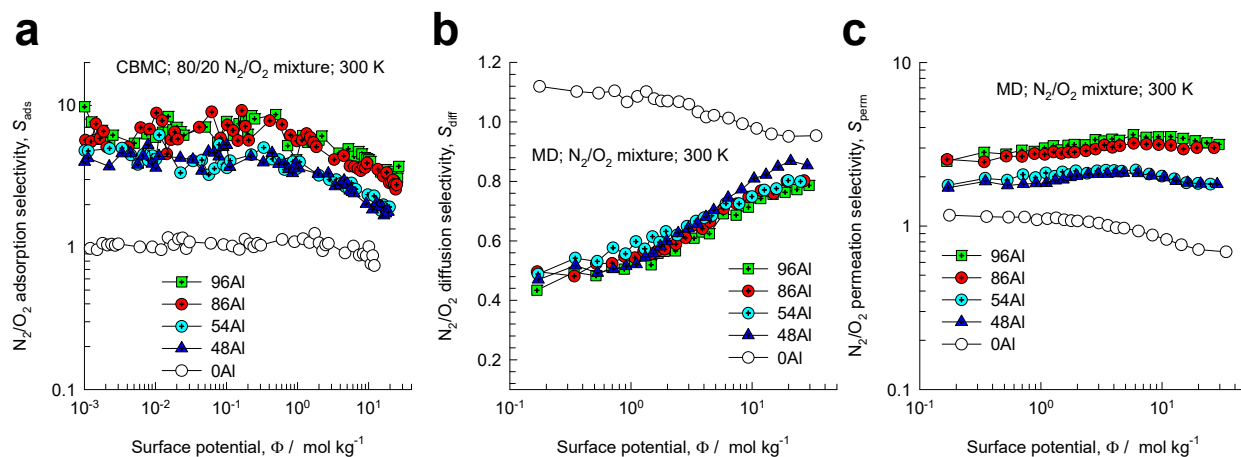 a
CBMC; 80/20 N₂/O₂ mixture; 300 K
N₂/O₂ adsorption selectivity, S_ads
10
1
0.1
96Al
86Al
54Al
48Al
0Al
10⁻³
10⁻²
10⁻¹
10⁰
10¹
Surface potential, Φ / mol kg⁻¹
b
MD; N₂/O₂ mixture; 300 K
N₂/O₂ diffusion selectivity, S_diff
1.2
1.0
0.8
0.6
0.4
0.2
96Al
86Al
54Al
48Al
0Al
10⁻¹
10⁰
10¹
Surface potential, Φ / mol kg⁻¹
c
MD; N₂/O₂ mixture; 300 K
N₂/O₂ permeation selectivity, S_perm
10
1
0.1
96Al
86Al
54Al
48Al
0Al
10⁻¹
10⁰
10¹
Surface potential, Φ / mol kg⁻¹